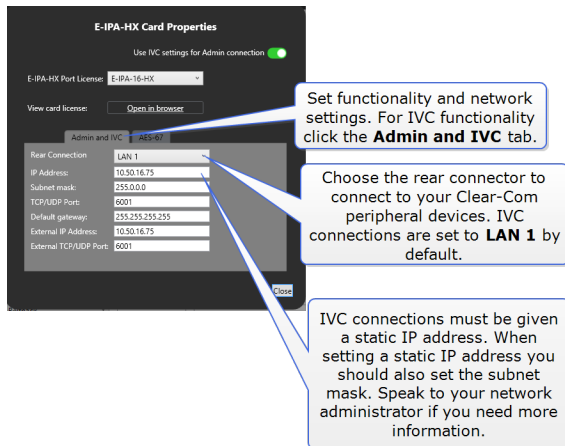 E-IPA-HX Card Properties
Use IVC settings for Admin connection
E-IPA-HX Port License: E-IPA-16-HX
View card license: Open in browser
Admin and IVC AES-67
Rear Connection LAN 1
IP Address: 10.50.16.75
Subnet mask: 255.0.0.0
TCP/UDP Port: 6001
Default gateway: 255.255.255.255
External IP Address: 10.50.16.75
External TCP/UDP Port: 6001
Close
Set functionality and network
settings. For IVC functionality
click the Admin and IVC tab.
Choose the rear connector to
connect to your Clear-Com
peripheral devices. IVC
connections are set to LAN 1 by
default.
IVC connections must be given
a static IP address. When
setting a static IP address you
should also set the subnet
mask. Speak to your network
administrator if you need more
information.